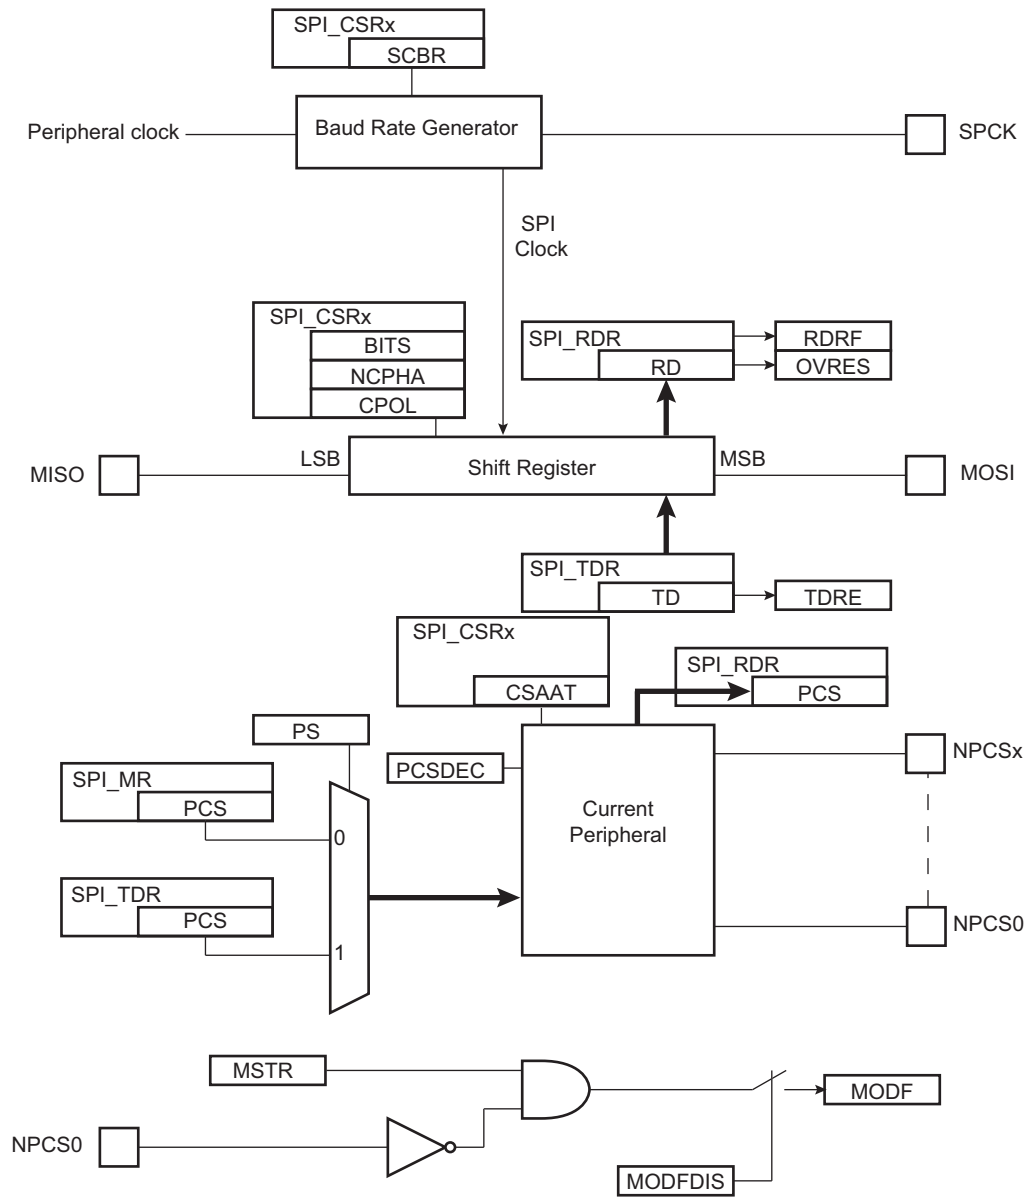 SPI_CSRx
SCBR
Peripheral clock
Baud Rate Generator
SPCK
SPI
Clock
SPI_CSRx
BITS
NCPHA
CPOL
SPI_RDR
RD
RDRF
OVRES
MISO
LSB
Shift Register
MSB
MOSI
SPI_TDR
TD
TDRE
SPI_CSRx
CSAAT
SPI_RDR
PCS
PS
PCSDEC
NPCSx
SPI_MR
PCS
0
Current
Peripheral
SPI_TDR
PCS
1
NPCS0
MSTR
MODF
NPCS0
MODFDIS